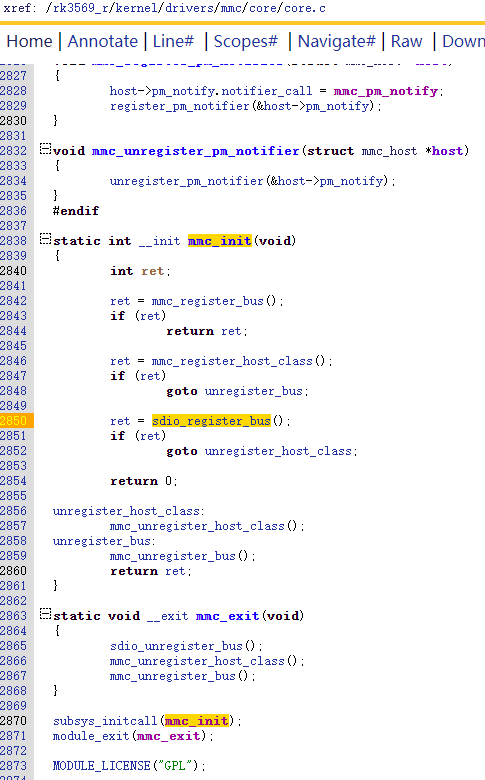 xref: /rk3569_r/kernel/drivers/mmc/core/core.c
Home | Annotate | Line# | Scopes# | Navigate# | Raw | Down
2827 {
2828 host->pm_notify.notifier_call = mmc_pm_notify;
2829 register_pm_notifier(&host->pm_notify);
2830 }
2831
2832 void mmc_unregister_pm_notifier(struct mmc_host *host)
2833 {
2834 unregister_pm_notifier(&host->pm_notify);
2835 }
2836 #endif
2837
2838 static int __init mmc_init(void)
2839 {
2840 int ret;
2841
2842 ret = mmc_register_bus();
2843 if (ret)
2844 return ret;
2845
2846 ret = mmc_register_host_class();
2847 if (ret)
2848 goto unregister_bus;
2849
2850 ret = sdio_register_bus();
2851 if (ret)
2852 goto unregister_host_class;
2853
2854 return 0;
2855
2856 unregister_host_class:
2857 mmc_unregister_host_class();
2858 unregister_bus:
2859 mmc_unregister_bus();
2860 return ret;
2861 }
2862
2863 static void __exit mmc_exit(void)
2864 {
2865 sdio_unregister_bus();
2866 mmc_unregister_host_class();
2867 mmc_unregister_bus();
2868 }
2869
2870 subsys_initcall(mmc_init);
2871 module_exit(mmc_exit);
2872
2873 MODULE_LICENSE("GPL");